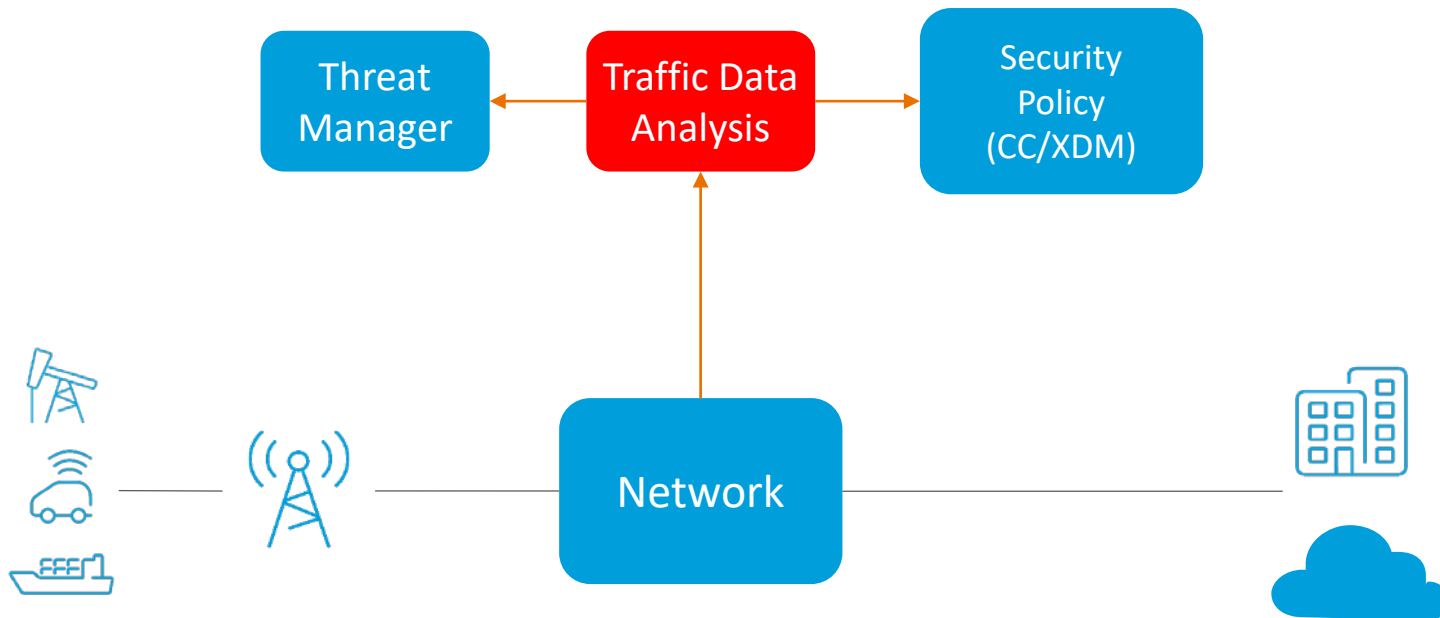 Threat
Manager
Traffic Data
Analysis
Security
Policy
(CC/XDM)
Network